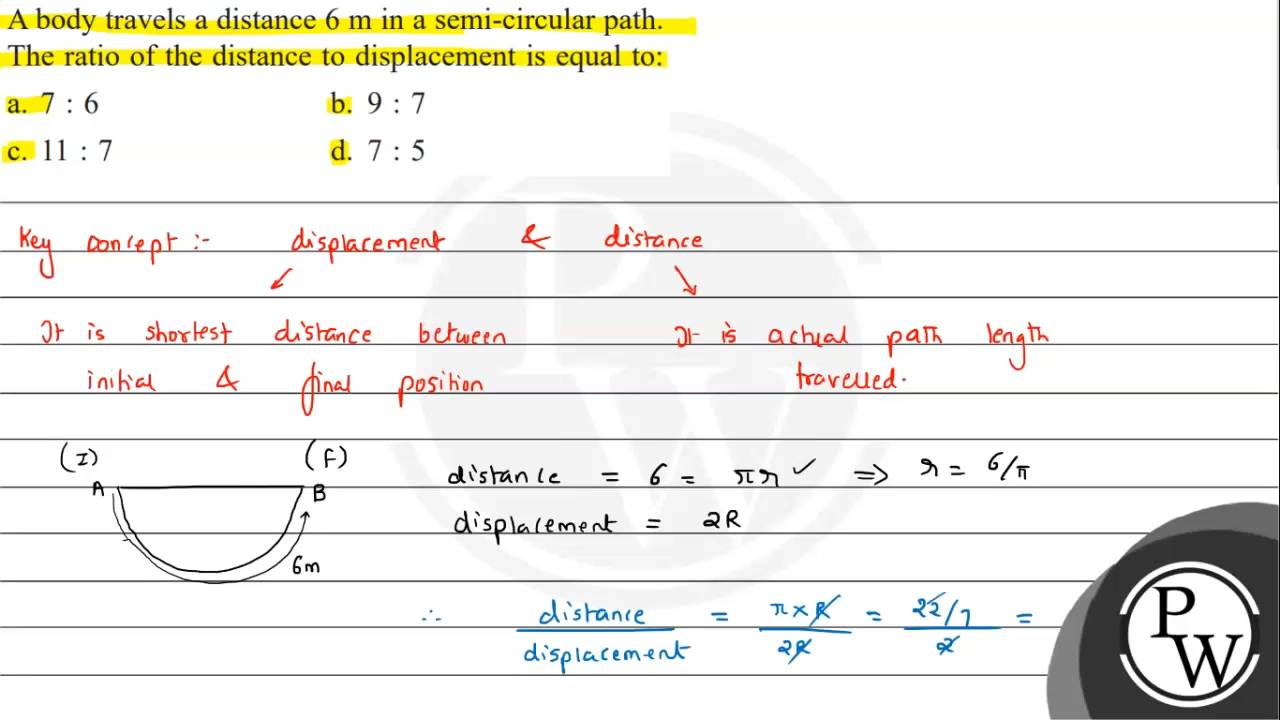 A body travels a distance 6 m in a semi-circular path.
The ratio of the distance to displacement is equal to:
a. 7 : 6 b. 9 : 7
c. 11 : 7 d. 7 : 5
Key concept :- displacement & distance
It is shortest distance between It is actual path length
initial & final position travelled.
(I) (F)
A B
6m
distance = 6 = πr ✓ ⇒ r = 6/π
displacement = 2R
∴ distance/displacement = π×R/2R = 22/7/2 =
PW
PW